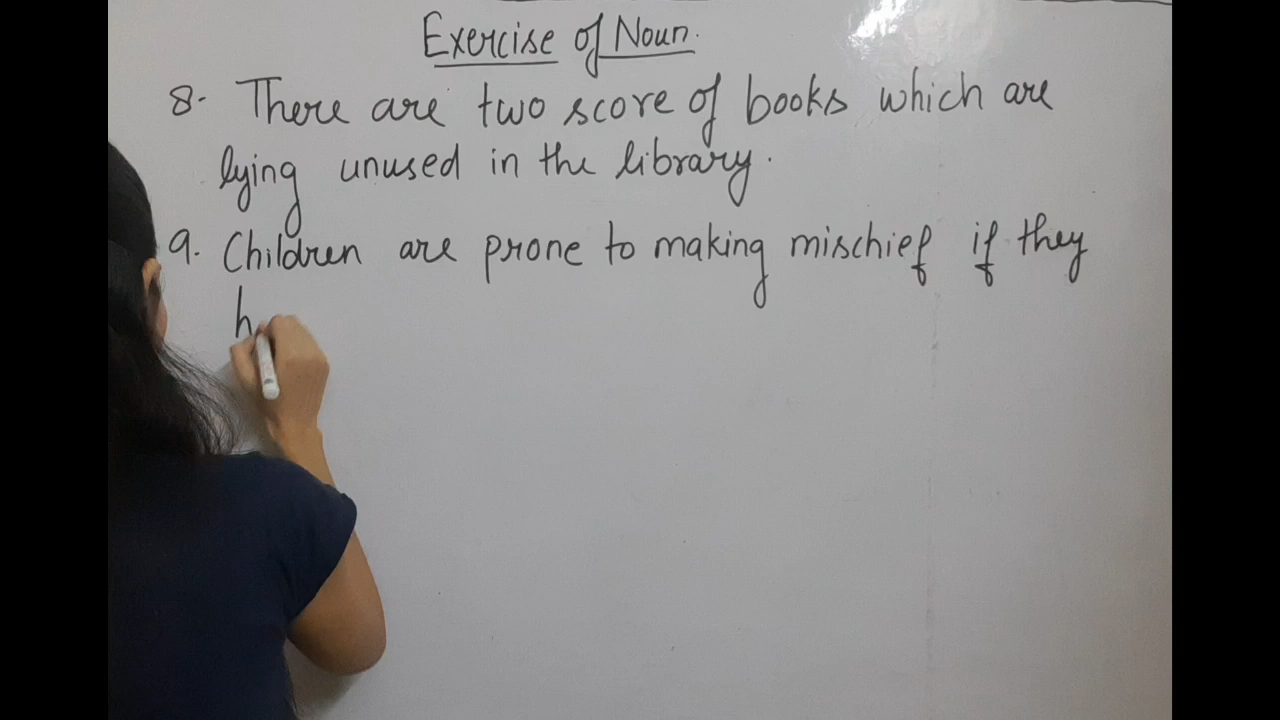 Exercise of Noun.
8. There are two score of books which are
lying unused in the library.
9. Children are prone to making mischief if they
h